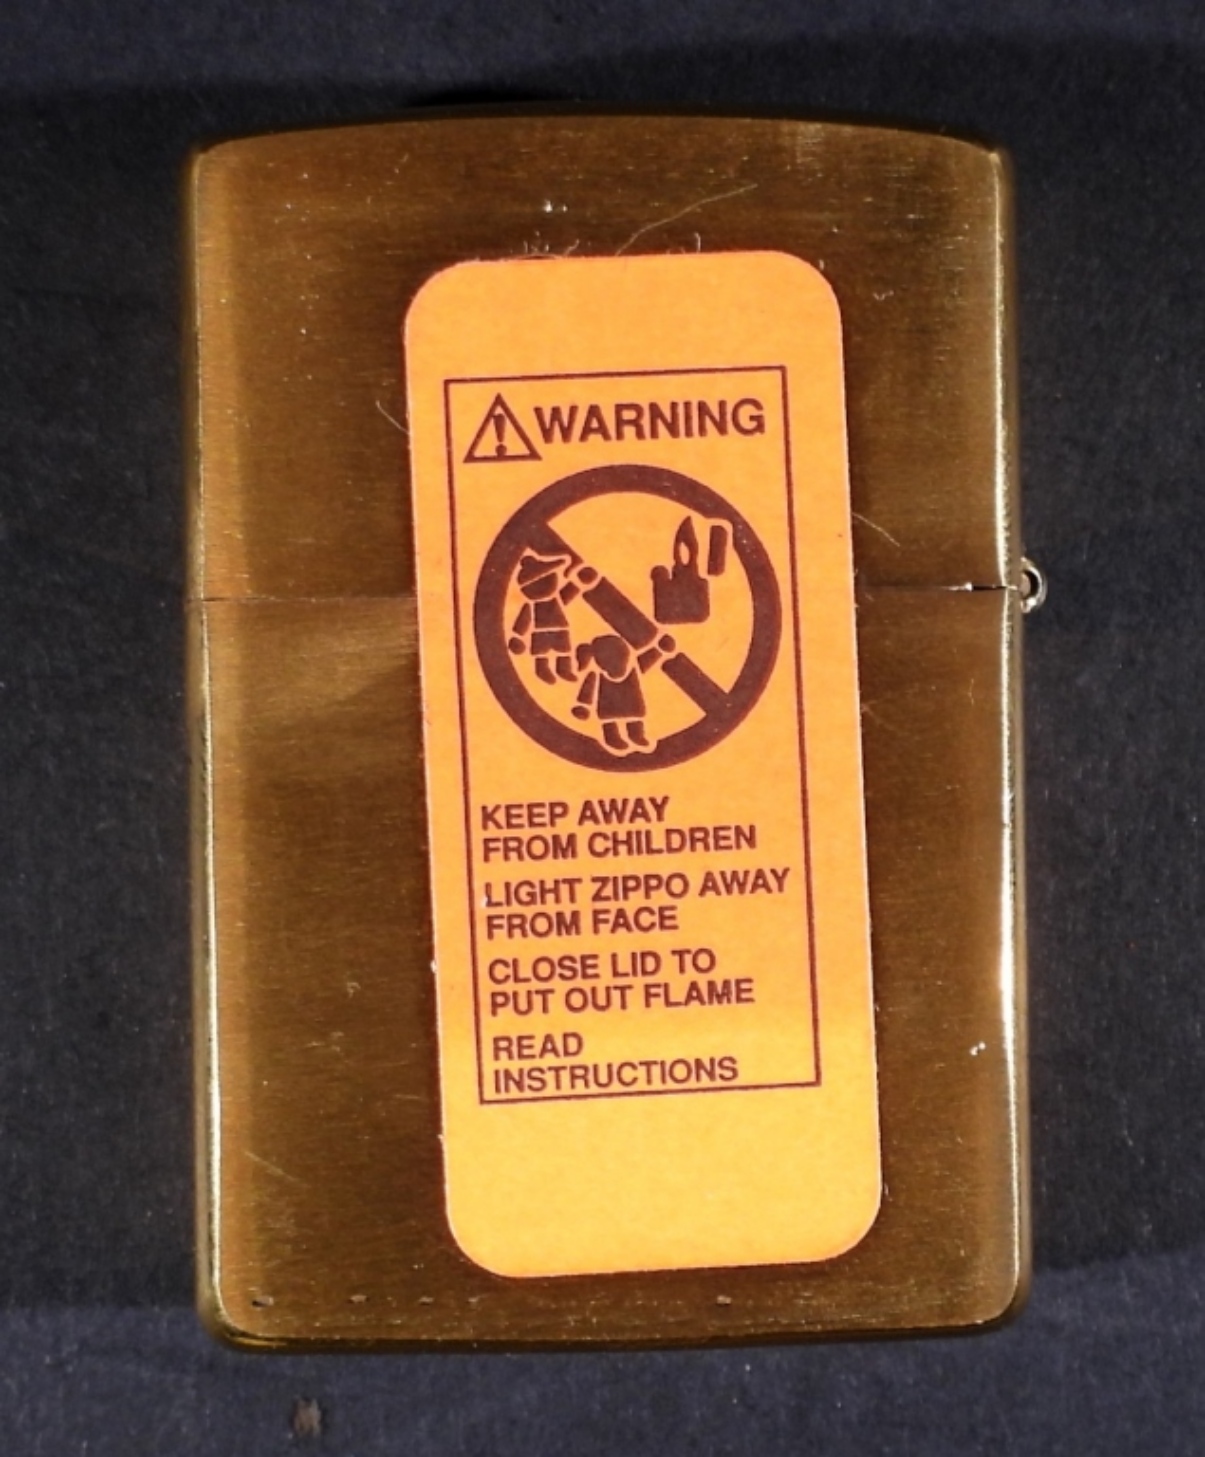 WARNING
KEEP AWAY
FROM CHILDREN
LIGHT ZIPPO AWAY
FROM FACE
CLOSE LID TO
PUT OUT FLAME
READ
INSTRUCTIONS